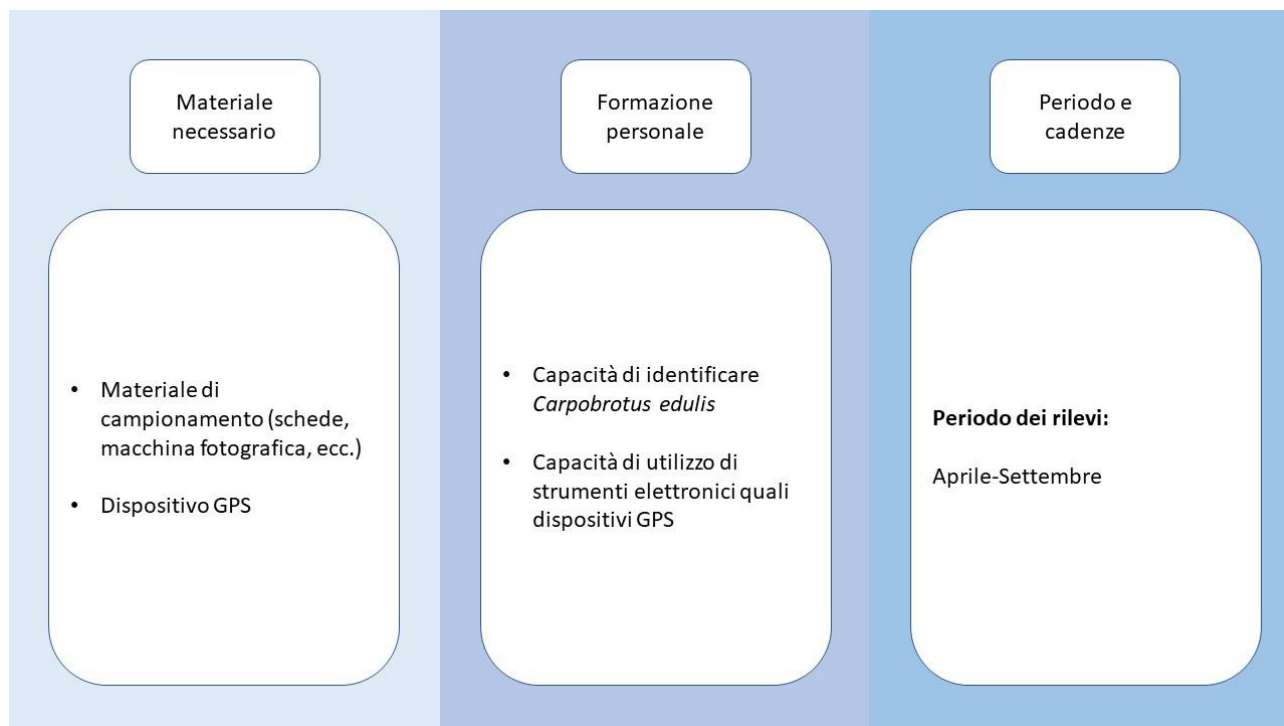 Materiale
necessario
• Materiale di
campionamento (schede,
macchina fotografica, ecc.)
• Dispositivo GPS
Formazione
personale
• Capacità di identificare
Carpobrotus edulis
• Capacità di utilizzo di
strumenti elettronici quali
dispositivi GPS
Periodo e
cadenze
Periodo dei rilevi:
Aprile-Settembre